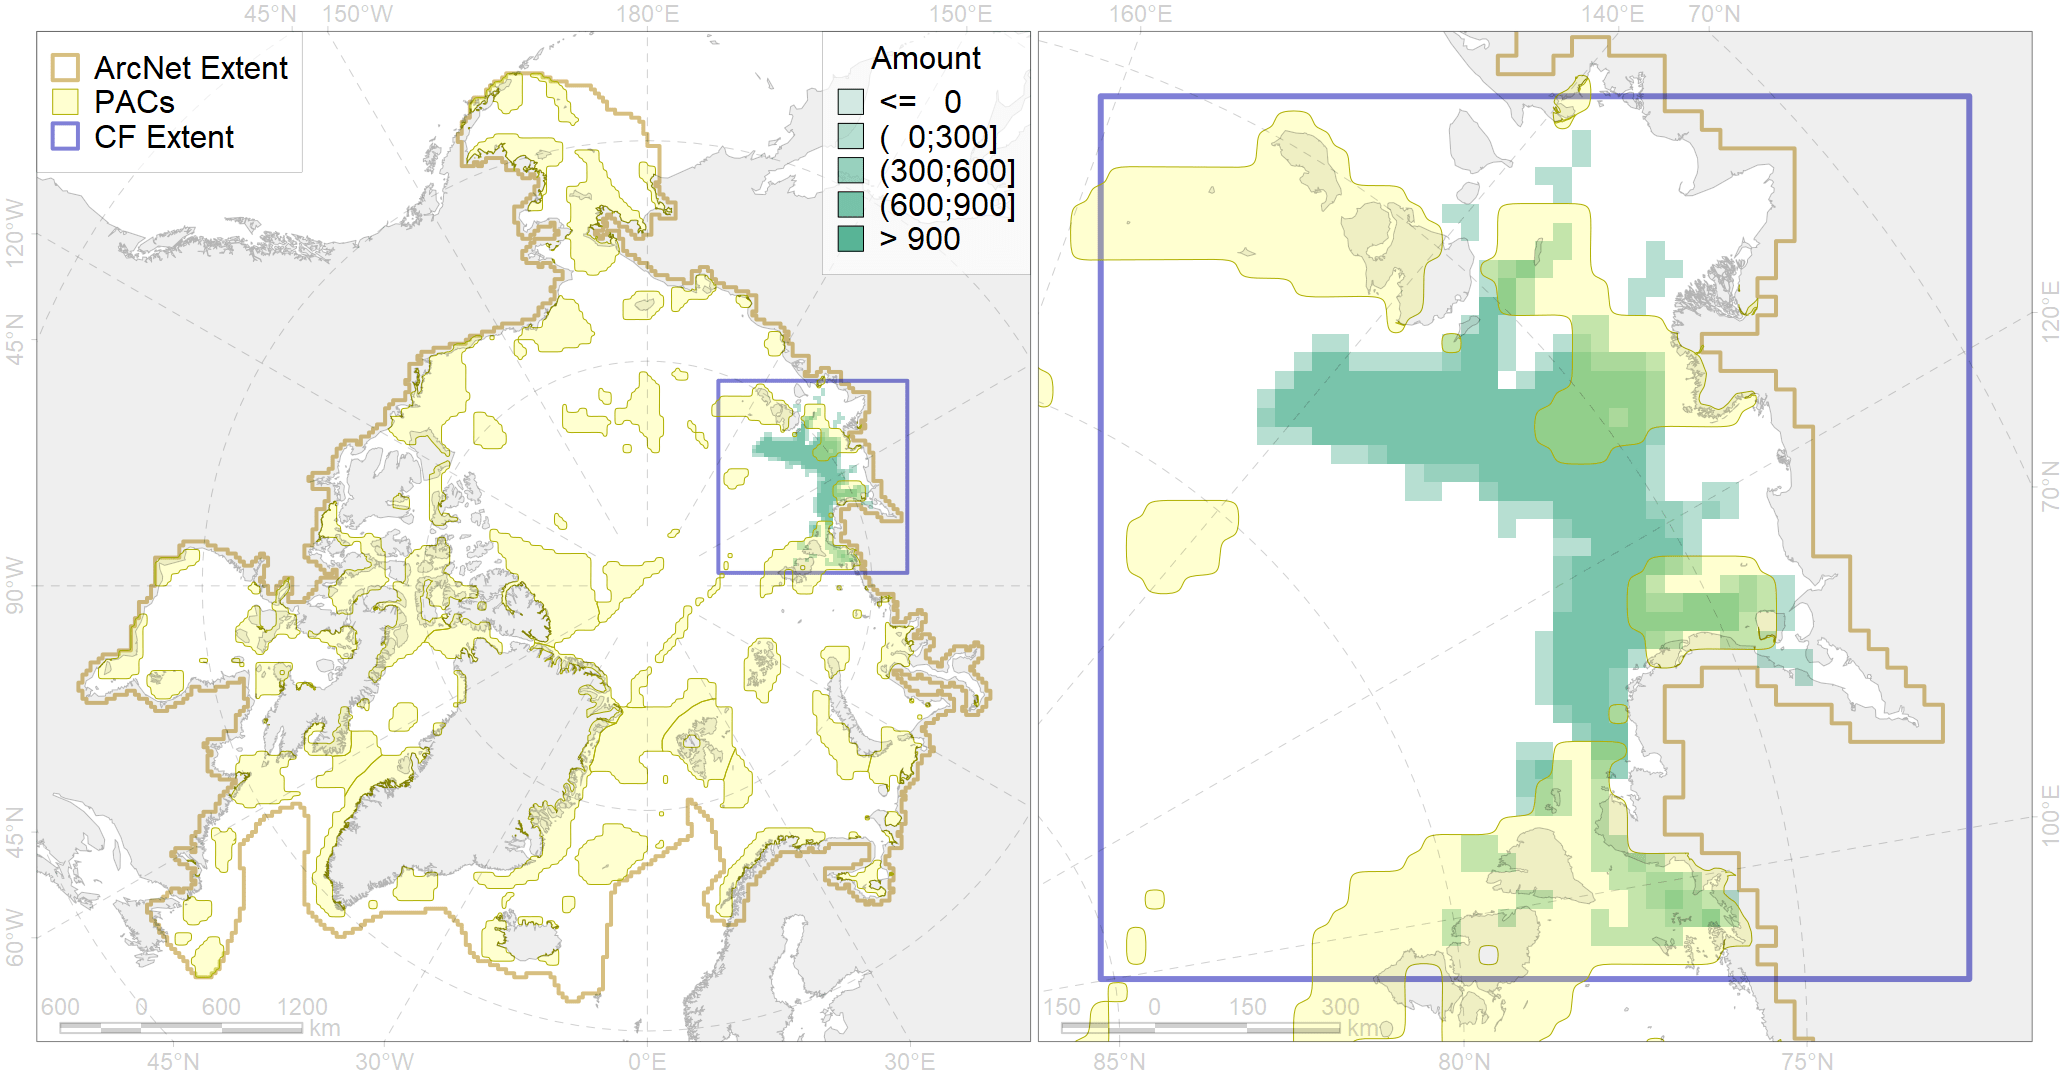 45°N 150°W 180°E 150°E 160°E 140°E 70°N
ArcNet Extent
PACs
CF Extent
Amount
<= 0
( 0;300]
(300;600]
(600;900]
> 900
120°W
45°N
90°W
45°N
60°W
120°E
70°N
100°E
600 0 600 1200
km
150 0 150 300
km
45°N 30°W 0°E 30°E 85°N 80°N 75°N